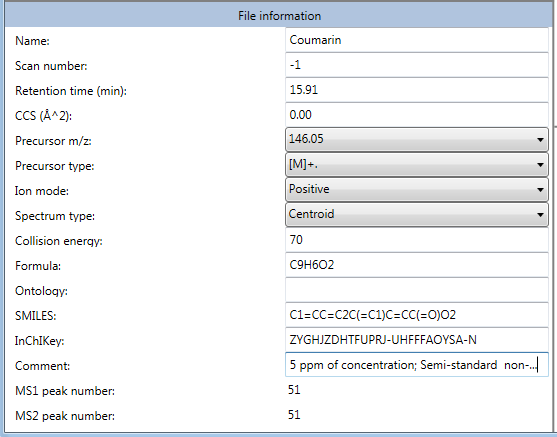 File information
Name: Coumarin
Scan number: -1
Retention time (min): 15.91
CCS (Å^2): 0.00
Precursor m/z: 146.05
Precursor type: [M]+.
Ion mode: Positive
Spectrum type: Centroid
Collision energy: 70
Formula: C9H6O2
Ontology:
SMILES: C1=CC=C2C(=C1)C=CC(=O)O2
InChIKey: ZYGHJZDHTFUPRJ-UHFFFAOYSA-N
Comment: 5 ppm of concentration; Semi-standard non-...
MS1 peak number: 51
MS2 peak number: 51